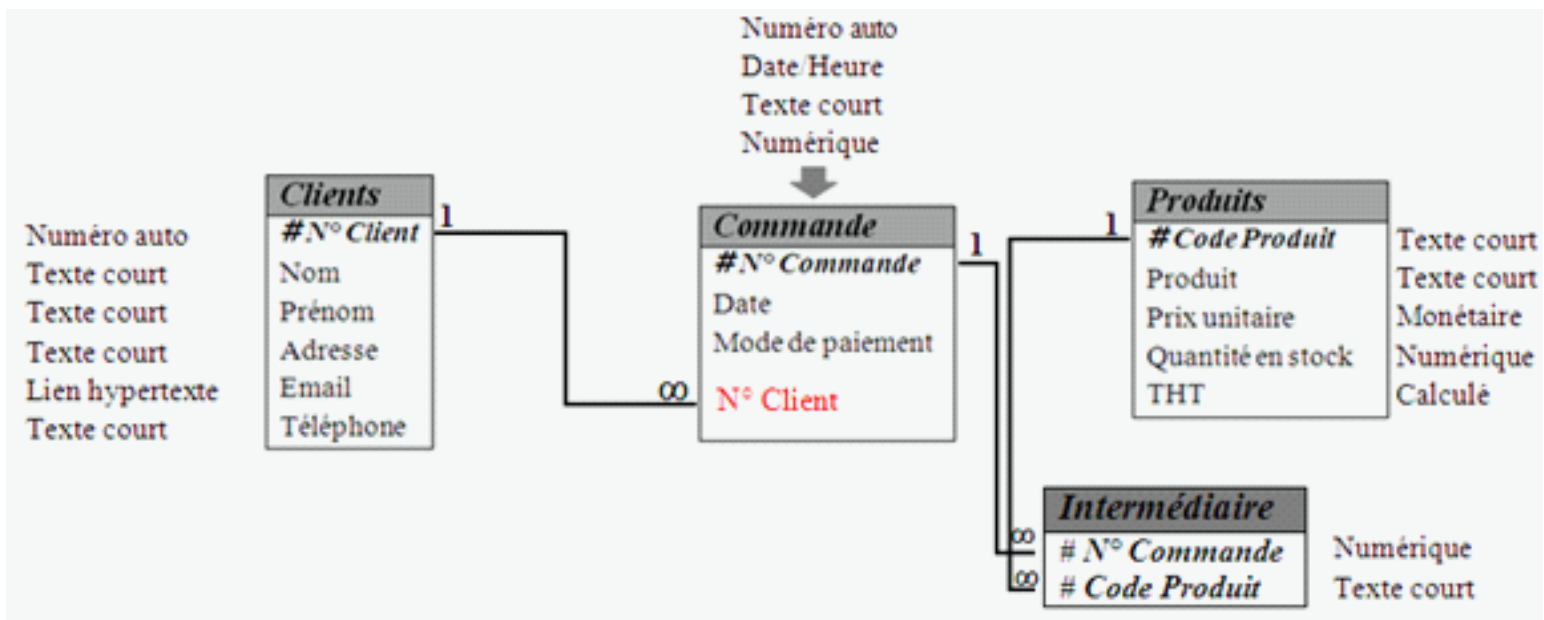 Numéro auto
Date/Heure
Texte court
Numérique
Numéro auto
Texte court
Texte court
Texte court
Lien hypertexte
Texte court
Clients
#N° Client
Nom
Prénom
Adresse
Email
Téléphone
1
∞
Commande
#N° Commande
Date
Mode de paiement
N° Client
1
1
Produits
#Code Produit
Produit
Prix unitaire
Quantité en stock
THT
Texte court
Texte court
Monétaire
Numérique
Calculé
∞
∞
Intermédiaire
# N° Commande
# Code Produit
Numérique
Texte court